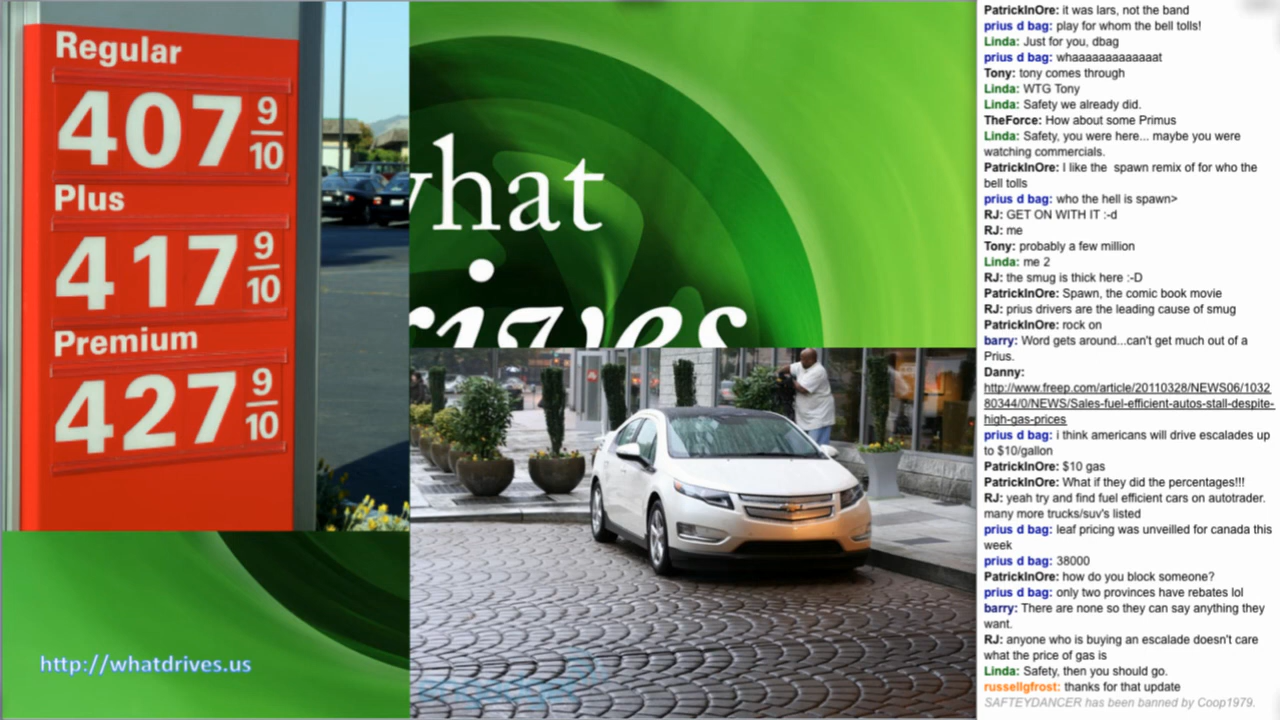 Regular
407 9/10
Plus
417 9/10
Premium
427 9/10
http://whatdrives.us
what
rives
PatrickInOre: it was lars, not the band
prius d bag: play for whom the bell tolls!
Linda: Just for you, dbag
prius d bag: whaaaaaaaaaaaaat
Tony: tony comes through
Linda: WTG Tony
Linda: Safety we already did.
TheForce: How about some Primus
Linda: Safety, you were here... maybe you were
watching commercials.
PatrickInOre: I like the spawn remix of for who the
bell tolls
prius d bag: who the hell is spawn>
RJ: GET ON WITH IT :-d
RJ: me
Tony: probably a few million
Linda: me 2
RJ: the smug is thick here :-D
PatrickInOre: Spawn, the comic book movie
RJ: prius drivers are the leading cause of smug
PatrickInOre: rock on
barry: Word gets around...can't get much out of a
Prius.
Danny:
http://www.freep.com/article/20110328/NEWS06/1032
80344/0/NEWS/Sales-fuel-efficient-autos-stall-despite-
high-gas-prices
prius d bag: i think americans will drive escalades up
to $10/gallon
PatrickInOre: $10 gas
PatrickInOre: What if they did the percentages!!!
RJ: yeah try and find fuel efficient cars on autotrader.
many more trucks/suv's listed
prius d bag: leaf pricing was unveilled for canada this
week
prius d bag: 38000
PatrickInOre: how do you block someone?
prius d bag: only two provinces have rebates lol
barry: There are none so they can say anything they
want.
RJ: anyone who is buying an escalade doesn't care
what the price of gas is
Linda: Safety, then you should go.
russellgfrost: thanks for that update
SAFTEYDANCER has been banned by Coop1979.